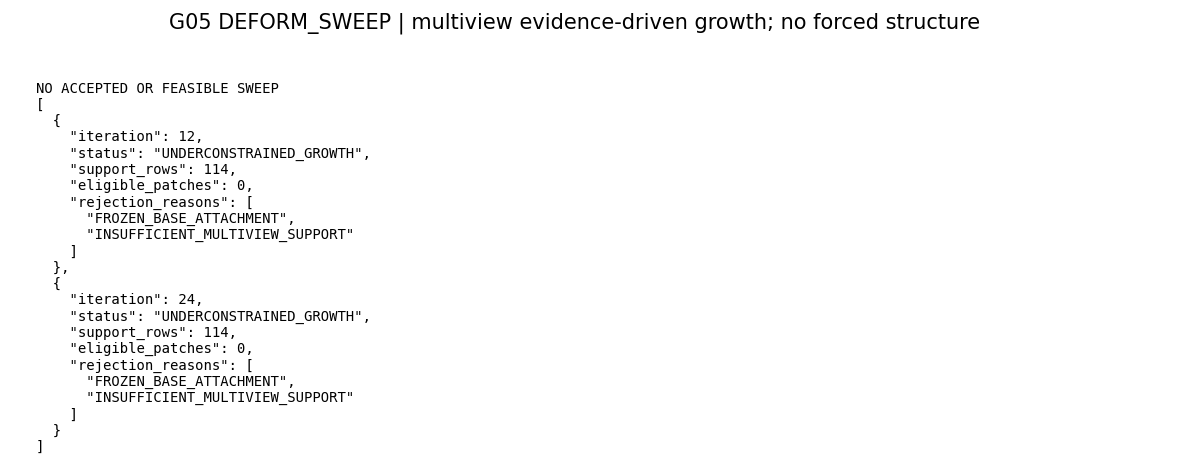 G05 DEFORM_SWEEP | multiview evidence-driven growth; no forced structure
NO ACCEPTED OR FEASIBLE SWEEP
[
  {
    "iteration": 12,
    "status": "UNDERCONSTRAINED_GROWTH",
    "support_rows": 114,
    "eligible_patches": 0,
    "rejection_reasons": [
      "FROZEN_BASE_ATTACHMENT",
      "INSUFFICIENT_MULTIVIEW_SUPPORT"
    ]
  },
  {
    "iteration": 24,
    "status": "UNDERCONSTRAINED_GROWTH",
    "support_rows": 114,
    "eligible_patches": 0,
    "rejection_reasons": [
      "FROZEN_BASE_ATTACHMENT",
      "INSUFFICIENT_MULTIVIEW_SUPPORT"
    ]
  }
]